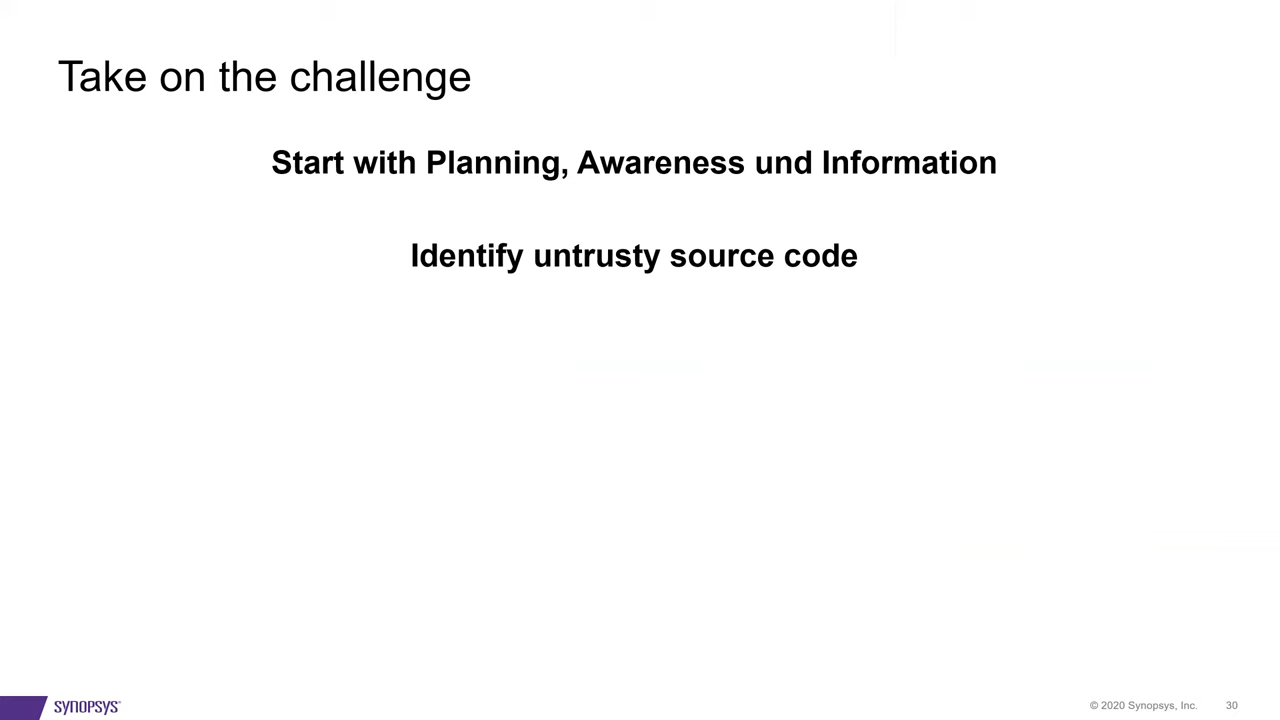 Take on the challenge
Start with Planning, Awareness und Information
Identify untrusty source code
SYNOPSYS®
© 2020 Synopsys, Inc. 30